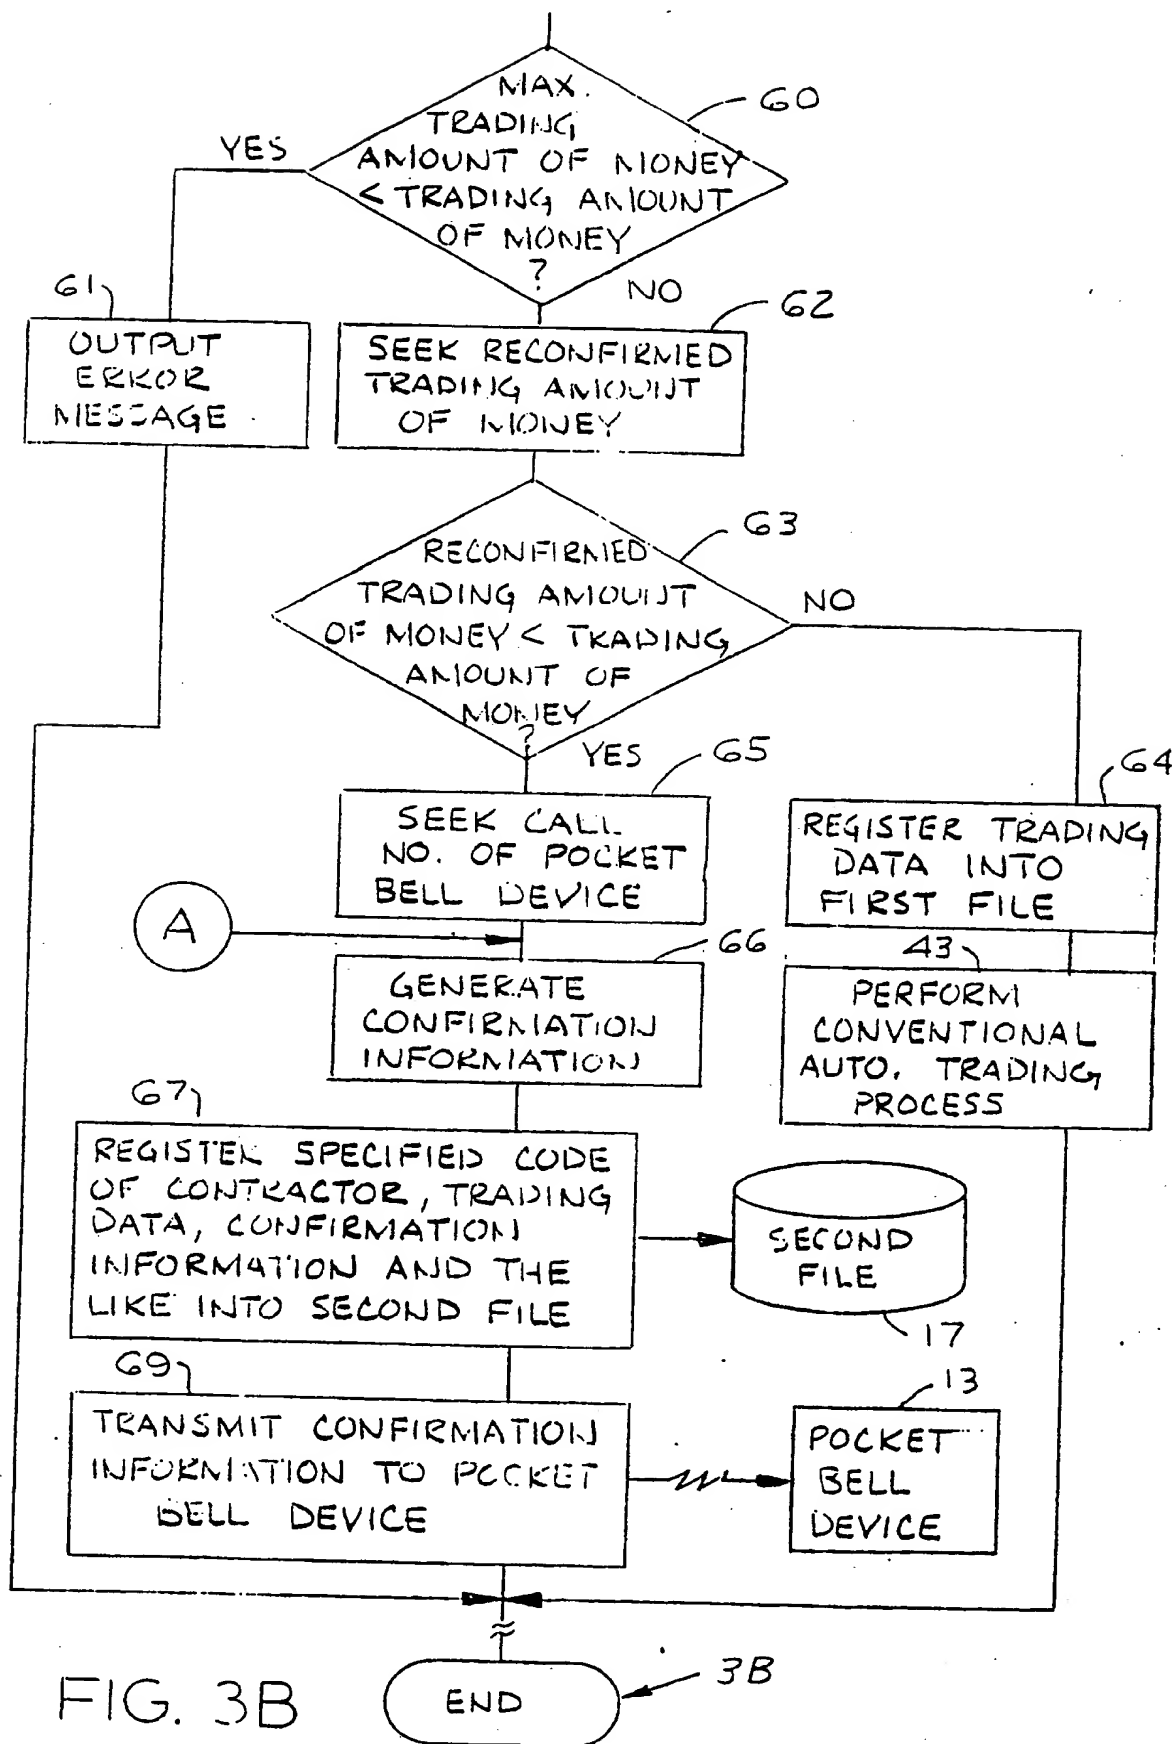 MAX.
TRADING
AMOUNT OF MONEY
< TRADING AMOUNT
OF MONEY
?
60
YES
NO
61
OUTPUT
ERROR
MESSAGE
62
SEEK RECONFIRMED
TRADING AMOUNT
OF MONEY
63
RECONFIRMED
TRADING AMOUNT
OF MONEY < TRADING
AMOUNT OF
MONEY
?
NO
YES
65
SEEK CALL
NO. OF POCKET
BELL DEVICE
64
REGISTER TRADING
DATA INTO
FIRST FILE
A
66
GENERATE
CONFIRMATION
INFORMATION
43
PERFORM
CONVENTIONAL
AUTO. TRADING
PROCESS
67
REGISTER SPECIFIED CODE
OF CONTRACTOR, TRADING
DATA, CONFIRMATION
INFORMATION AND THE
LIKE INTO SECOND FILE
SECOND
FILE
17
69
TRANSMIT CONFIRMATION
INFORMATION TO POCKET
BELL DEVICE
13
POCKET
BELL
DEVICE
END
3B
FIG. 3B